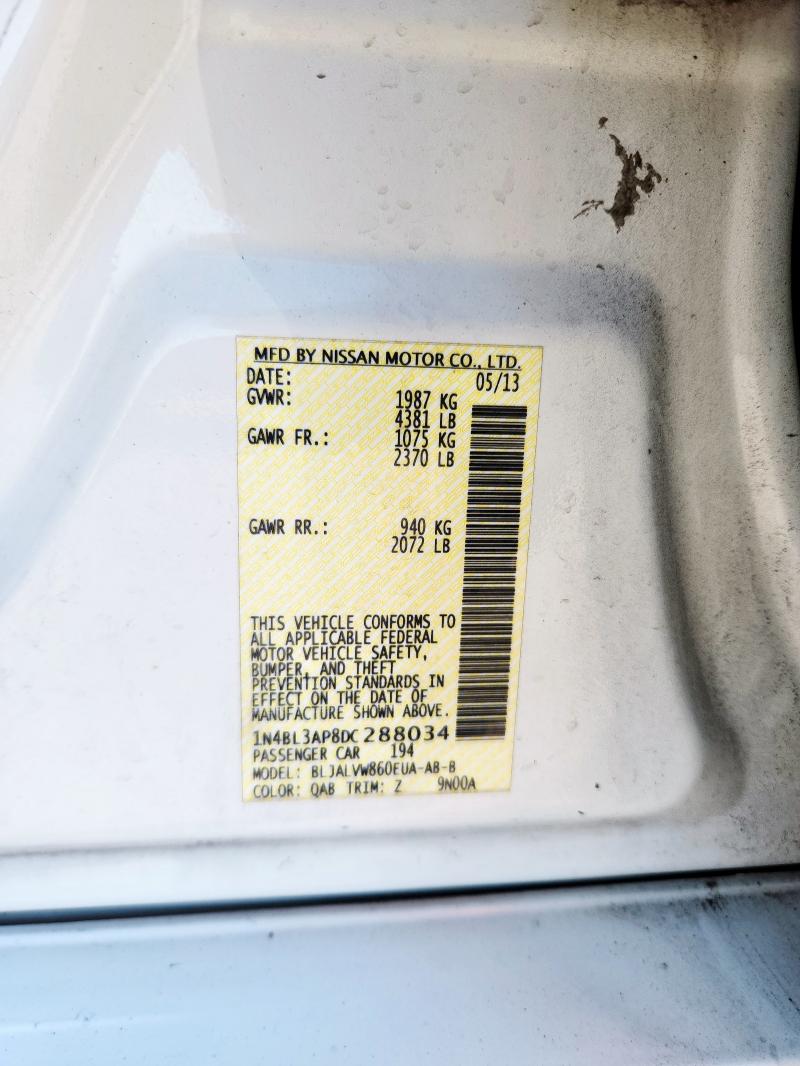 MFD BY NISSAN MOTOR CO., LTD.
DATE: 05/13
GVWR: 1987 KG
4381 LB
GAWR FR.: 1075 KG
2370 LB
GAWR RR.: 940 KG
2072 LB
THIS VEHICLE CONFORMS TO
ALL APPLICABLE FEDERAL
MOTOR VEHICLE SAFETY,
BUMPER, AND THEFT
PREVENTION STANDARDS IN
EFFECT ON THE DATE OF
MANUFACTURE SHOWN ABOVE.
1N4BL3AP8DC288034
PASSENGER CAR 194
MODEL: BLJALVW860EUA-AB-B
COLOR: QAB TRIM: Z 9N00A